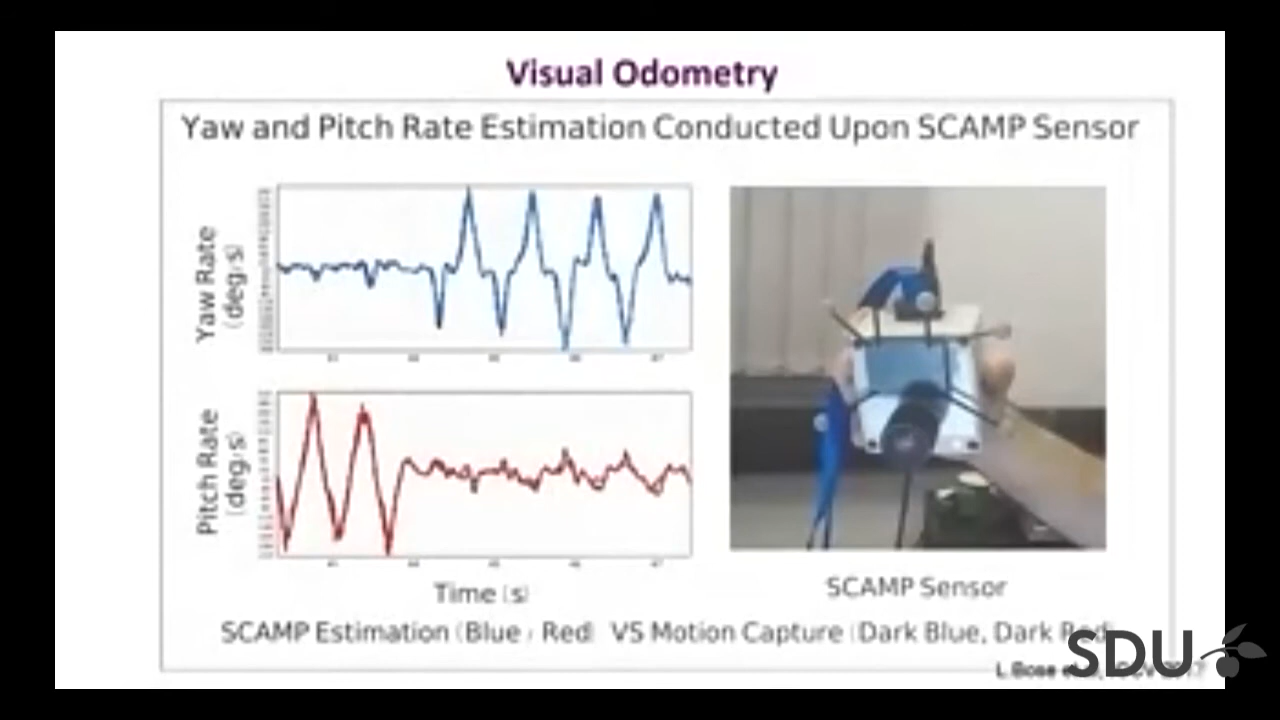 Visual Odometry
Yaw and Pitch Rate Estimation Conducted Upon SCAMP Sensor
Yaw Rate
(deg/s)
Pitch Rate
(deg/s)
Time (s)
SCAMP Sensor
SCAMP Estimation (Blue / Red) VS Motion Capture (Dark Blue, Dark Red)
L.Bose
SDU